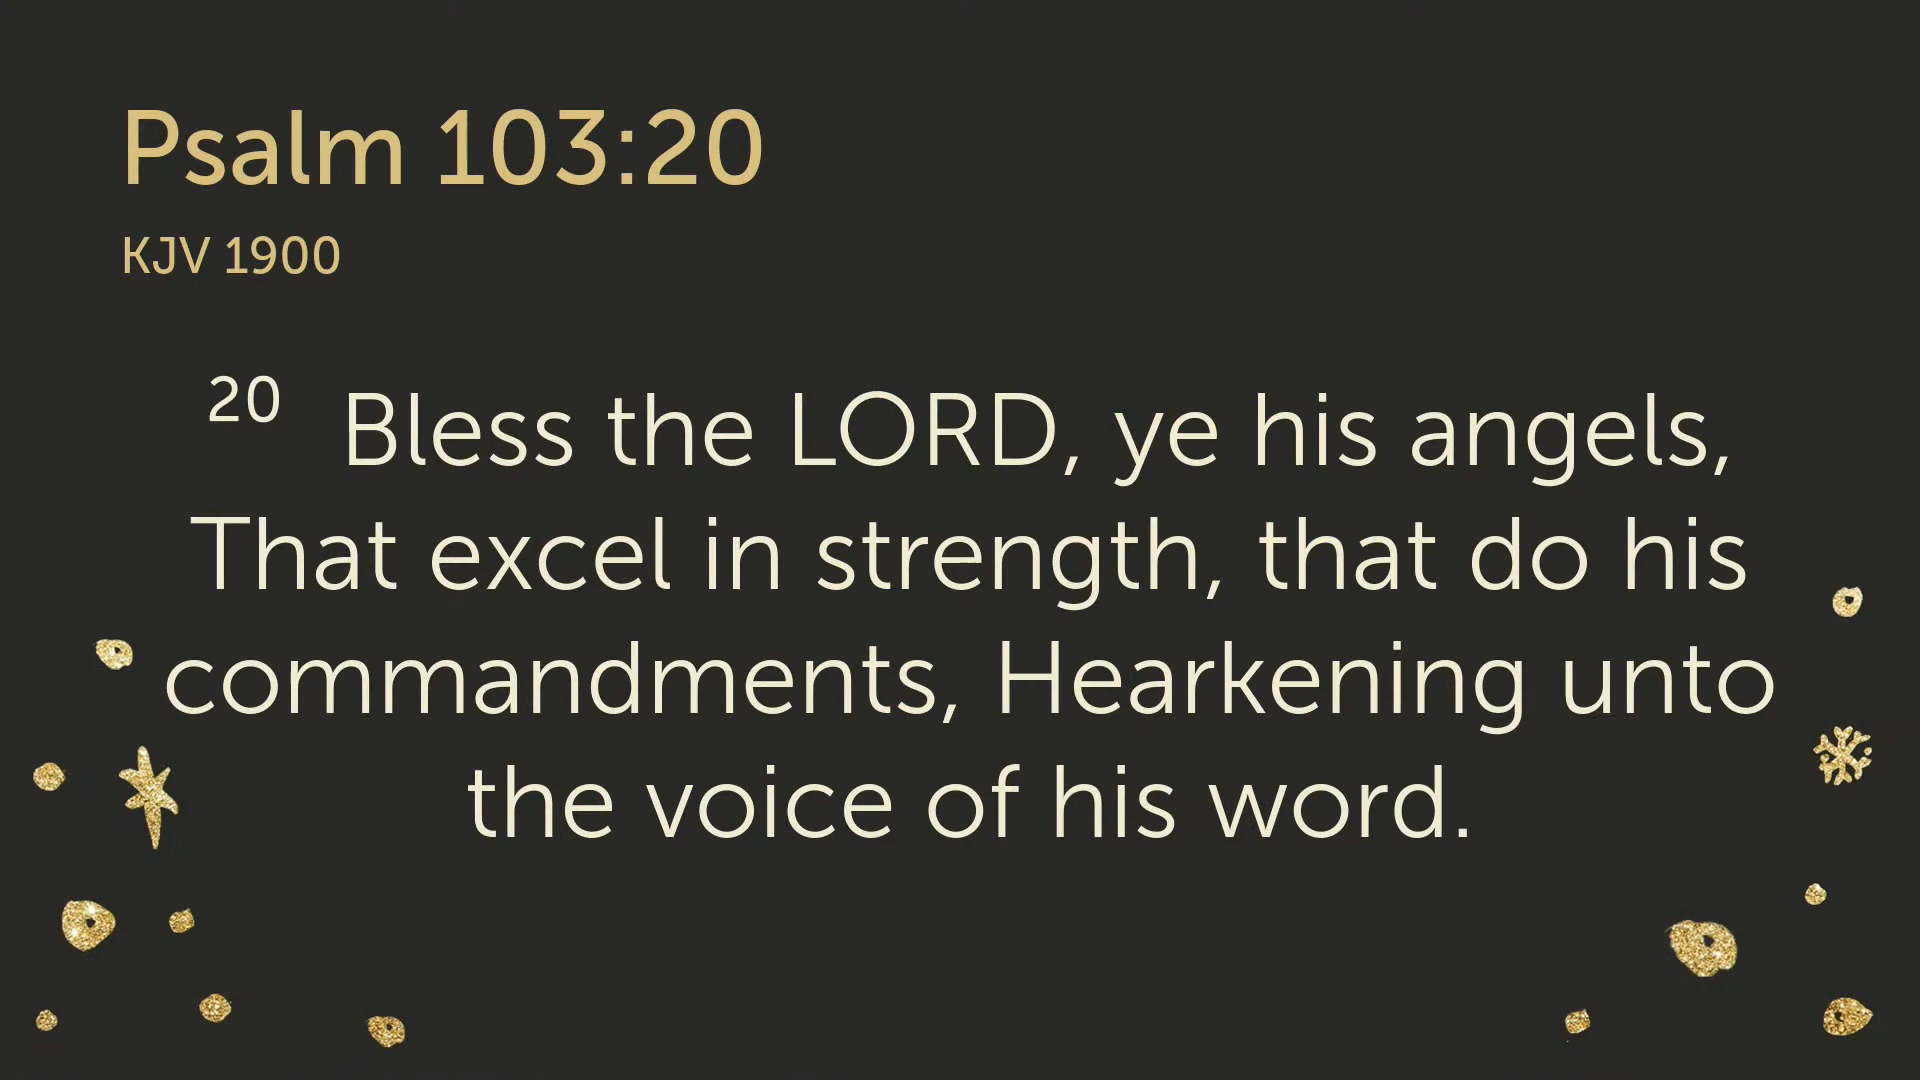 Psalm 103:20
KJV 1900
20 Bless the LORD, ye his angels,
That excel in strength, that do his
commandments, Hearkening unto
the voice of his word.